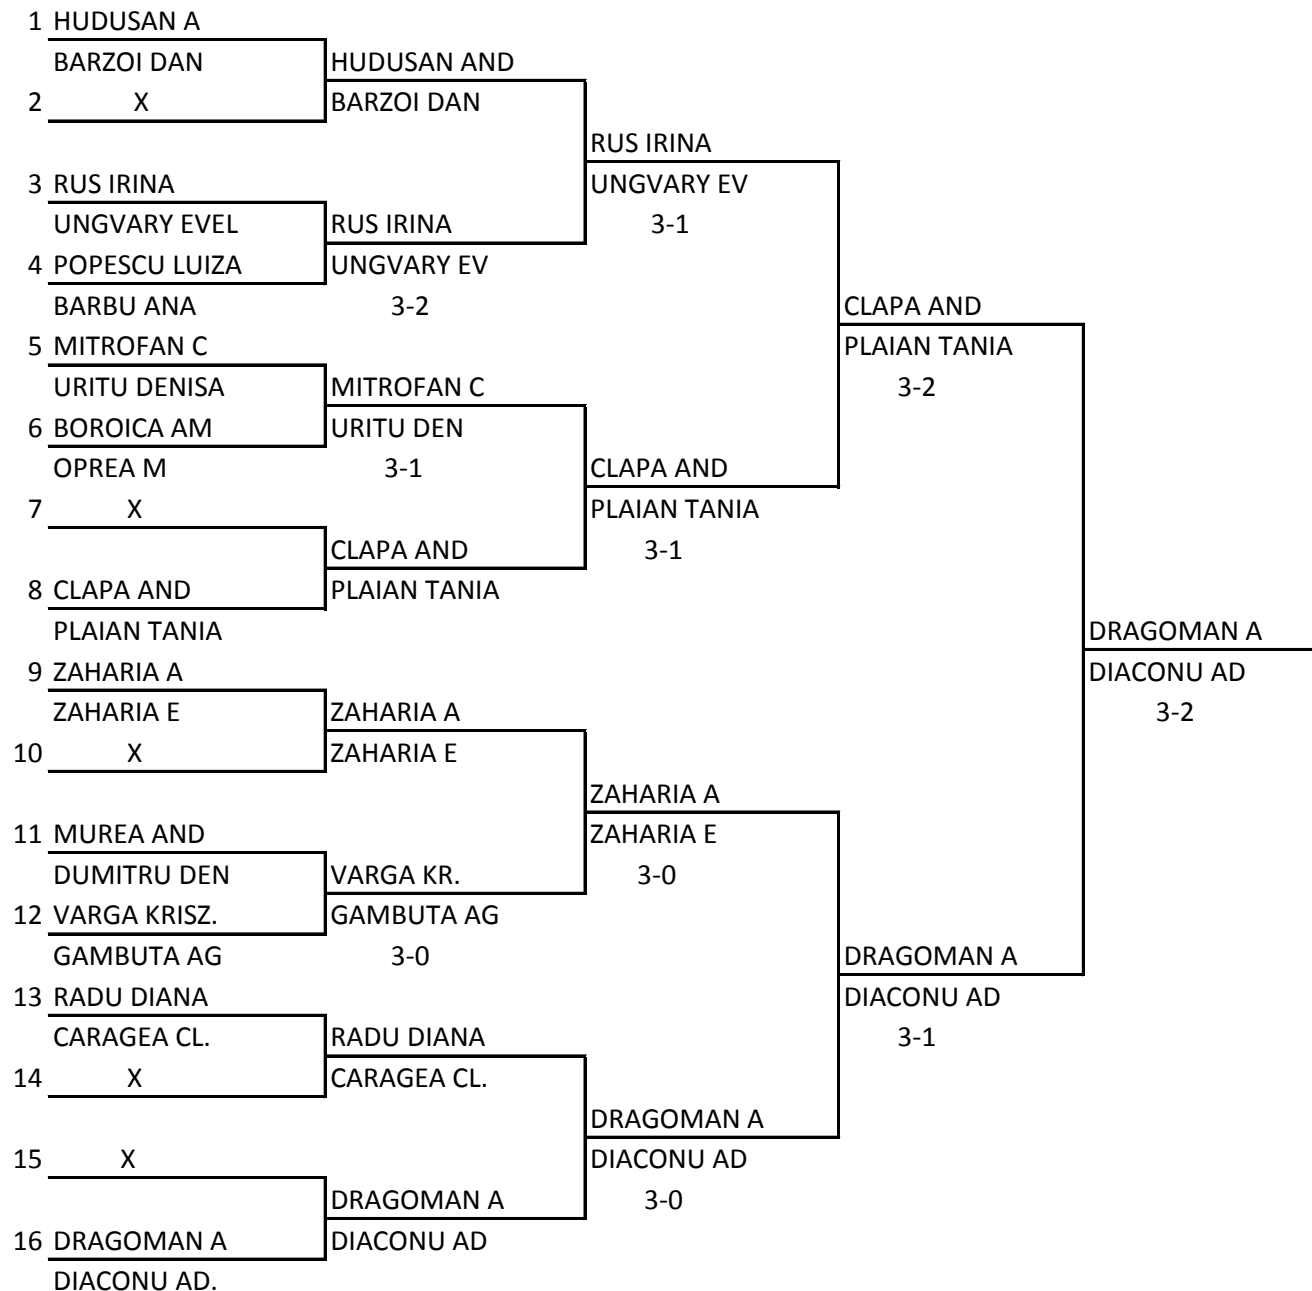 1 HUDUSAN A
BARZOI DAN HUDUSAN AND
2 X BARZOI DAN
RUS IRINA
3 RUS IRINA UNGVARY EV
UNGVARY EVEL RUS IRINA 3-1
4 POPESCU LUIZA UNGVARY EV
BARBU ANA 3-2 CLAPA AND
5 MITROFAN C PLAIAN TANIA
URITU DENISA MITROFAN C 3-2
6 BOROICA AM URITU DEN
OPREA M 3-1 CLAPA AND
7 X PLAIAN TANIA
CLAPA AND 3-1
8 CLAPA AND PLAIAN TANIA
PLAIAN TANIA DRAGOMAN A
9 ZAHARIA A DIACONU AD
ZAHARIA E ZAHARIA A 3-2
10 X ZAHARIA E
ZAHARIA A
11 MUREA AND ZAHARIA E
DUMITRU DEN VARGA KR. 3-0
12 VARGA KRISZ. GAMBUTA AG
GAMBUTA AG 3-0 DRAGOMAN A
13 RADU DIANA DIACONU AD
CARAGEA CL. RADU DIANA 3-1
14 X CARAGEA CL.
DRAGOMAN A
15 X DIACONU AD
DRAGOMAN A 3-0
16 DRAGOMAN A DIACONU AD
DIACONU AD.